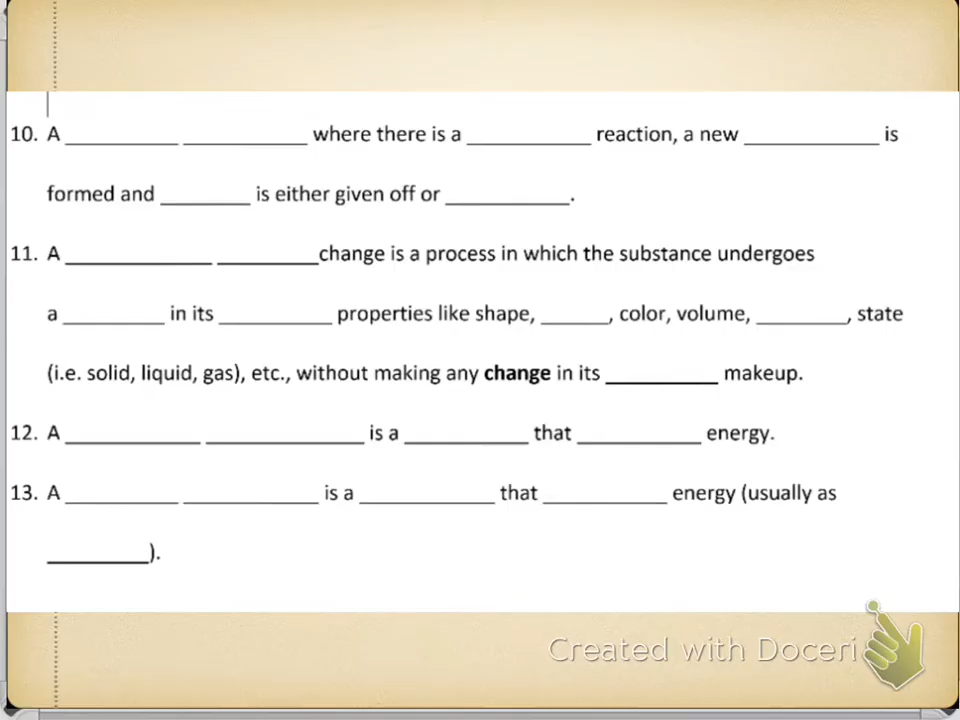 10. A __________ ___________ where there is a ___________ reaction, a new ____________ is
formed and ________ is either given off or ___________.
11. A _____________ _________change is a process in which the substance undergoes
a _________ in its __________ properties like shape, ______, color, volume, ________, state
(i.e. solid, liquid, gas), etc., without making any change in its __________ makeup.
12. A ____________ ______________ is a ___________ that ___________ energy.
13. A __________ ____________ is a ____________ that ___________ energy (usually as
_________).
Created with Doceri